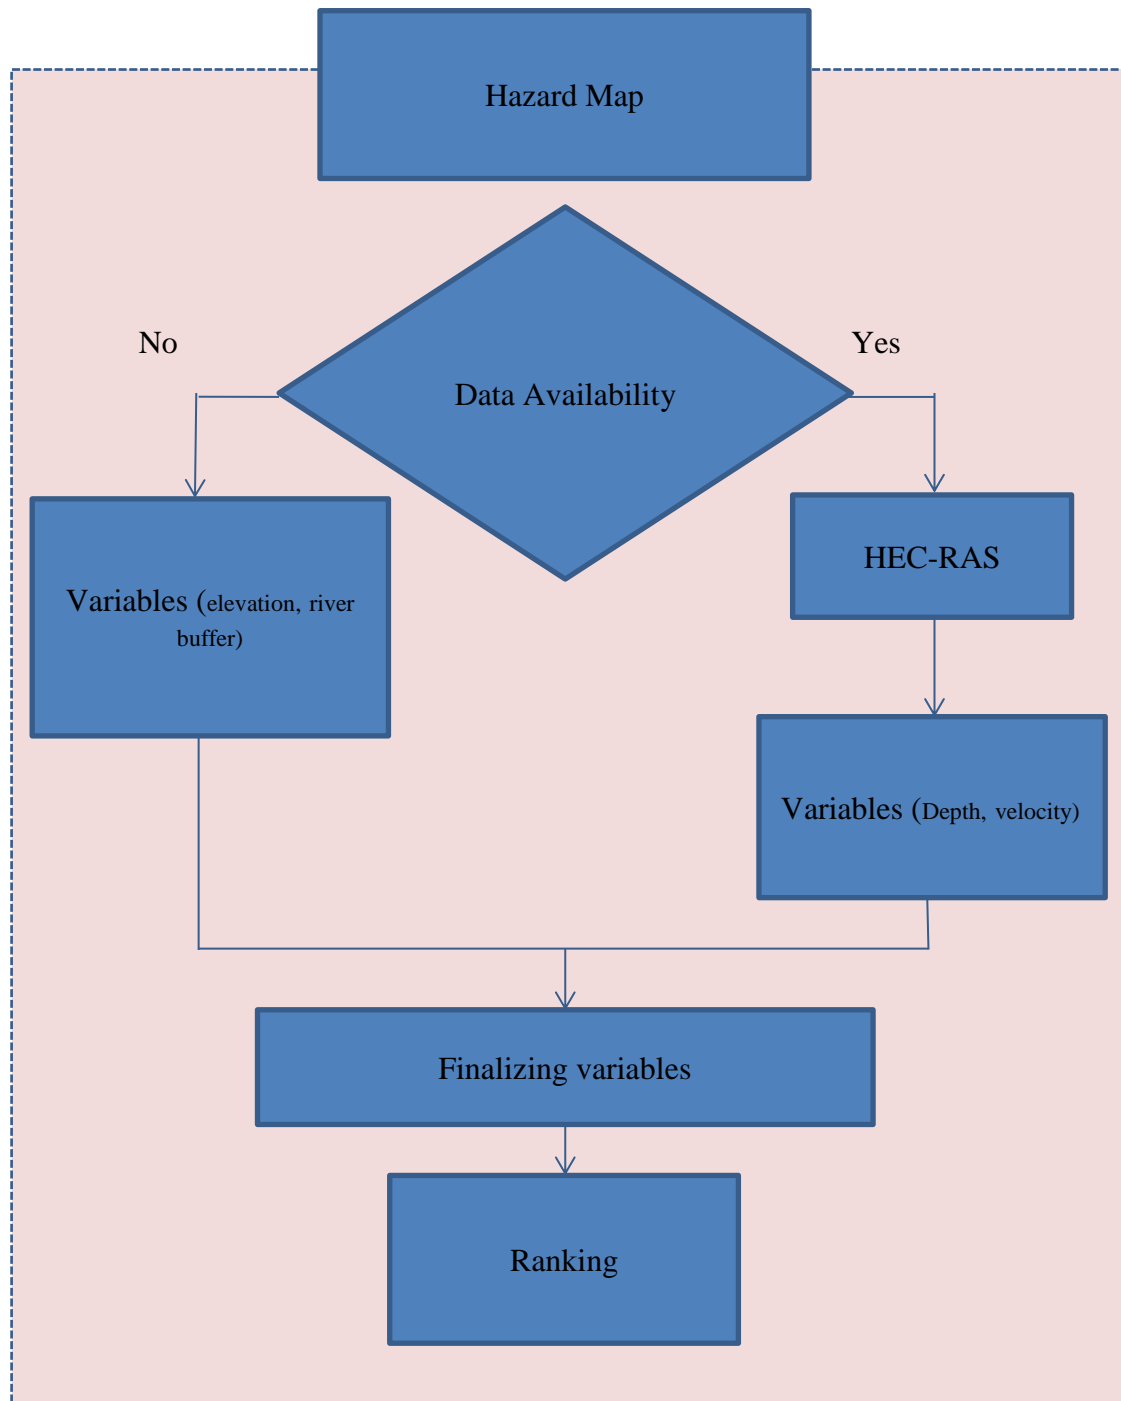 Hazard Map
No
Yes
Data Availability
HEC-RAS
Variables (elevation, river
buffer)
Variables (Depth, velocity)
Finalizing variables
Ranking